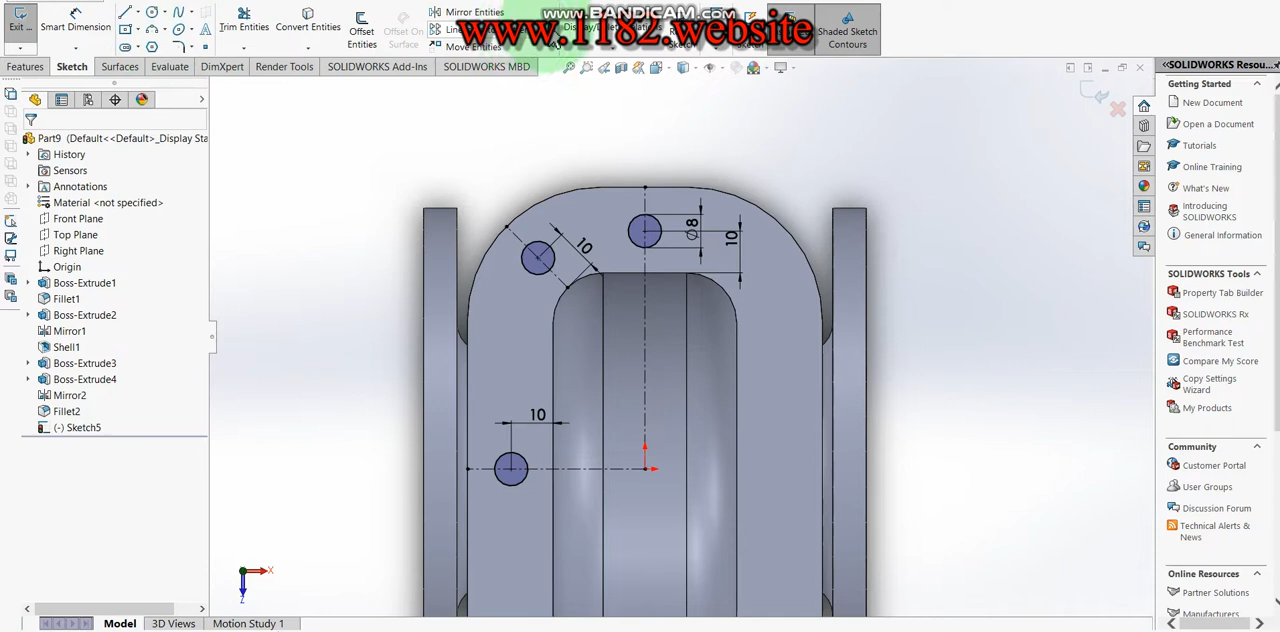 www.BANDICAM.com
www.1182.website
Exit ...
Smart Dimension
Trim Entities
Convert Entities
Offset Entities
Offset On Surface
Mirror Entities
Move Entities
Shaded Sketch Contours
Features
Sketch
Surfaces
Evaluate
DimXpert
Render Tools
SOLIDWORKS Add-Ins
SOLIDWORKS MBD
Part9 (Default<<Default>_Display Sta
History
Sensors
Annotations
Material <not specified>
Front Plane
Top Plane
Right Plane
Origin
Boss-Extrude1
Fillet1
Boss-Extrude2
Mirror1
Shell1
Boss-Extrude3
Boss-Extrude4
Mirror2
Fillet2
(-) Sketch5
10
∅8
10
10
X
Z
SOLIDWORKS Resou...
Getting Started
New Document
Open a Document
Tutorials
Online Training
What's New
Introducing
SOLIDWORKS
General Information
SOLIDWORKS Tools
Property Tab Builder
SOLIDWORKS Rx
Performance
Benchmark Test
Compare My Score
Copy Settings
Wizard
My Products
Community
Customer Portal
User Groups
Discussion Forum
Technical Alerts &
News
Online Resources
Partner Solutions
Manufacturers
Model
3D Views
Motion Study 1